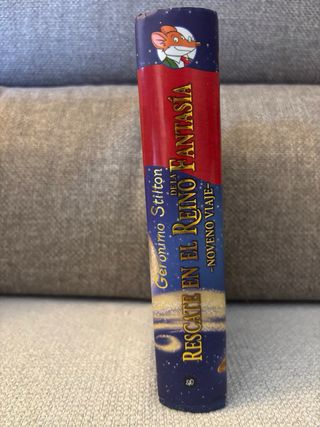 Geronimo Stilton
RESCATE EN EL REINO
DE LA
FANTASÍA
-NOVENO VIAJE-